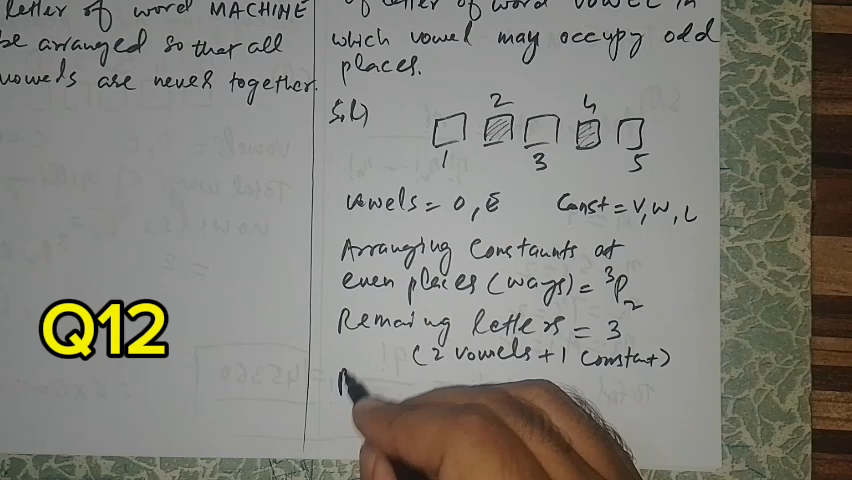 letter of word MACHINE
be arranged so that all
vowels are never together.
of letter of word VOWEL in
which vowel may occupy odd
places.
Sol)
2 4
1 3 5
vowels = O, E Const = V, W, L
Arranging Constaunts at
even places (ways) = ³P₂
Remaing letters = 3
(2 vowels + 1 constant)
Q12